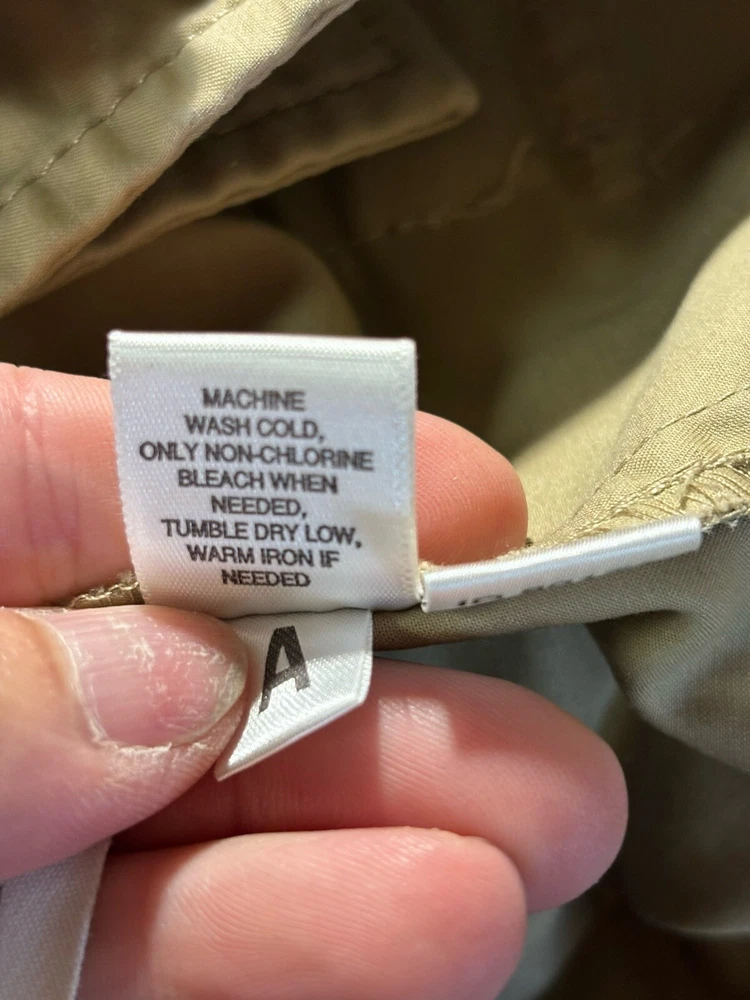 MACHINE
WASH COLD,
ONLY NON-CHLORINE
BLEACH WHEN
NEEDED,
TUMBLE DRY LOW,
WARM IRON IF
NEEDED
A